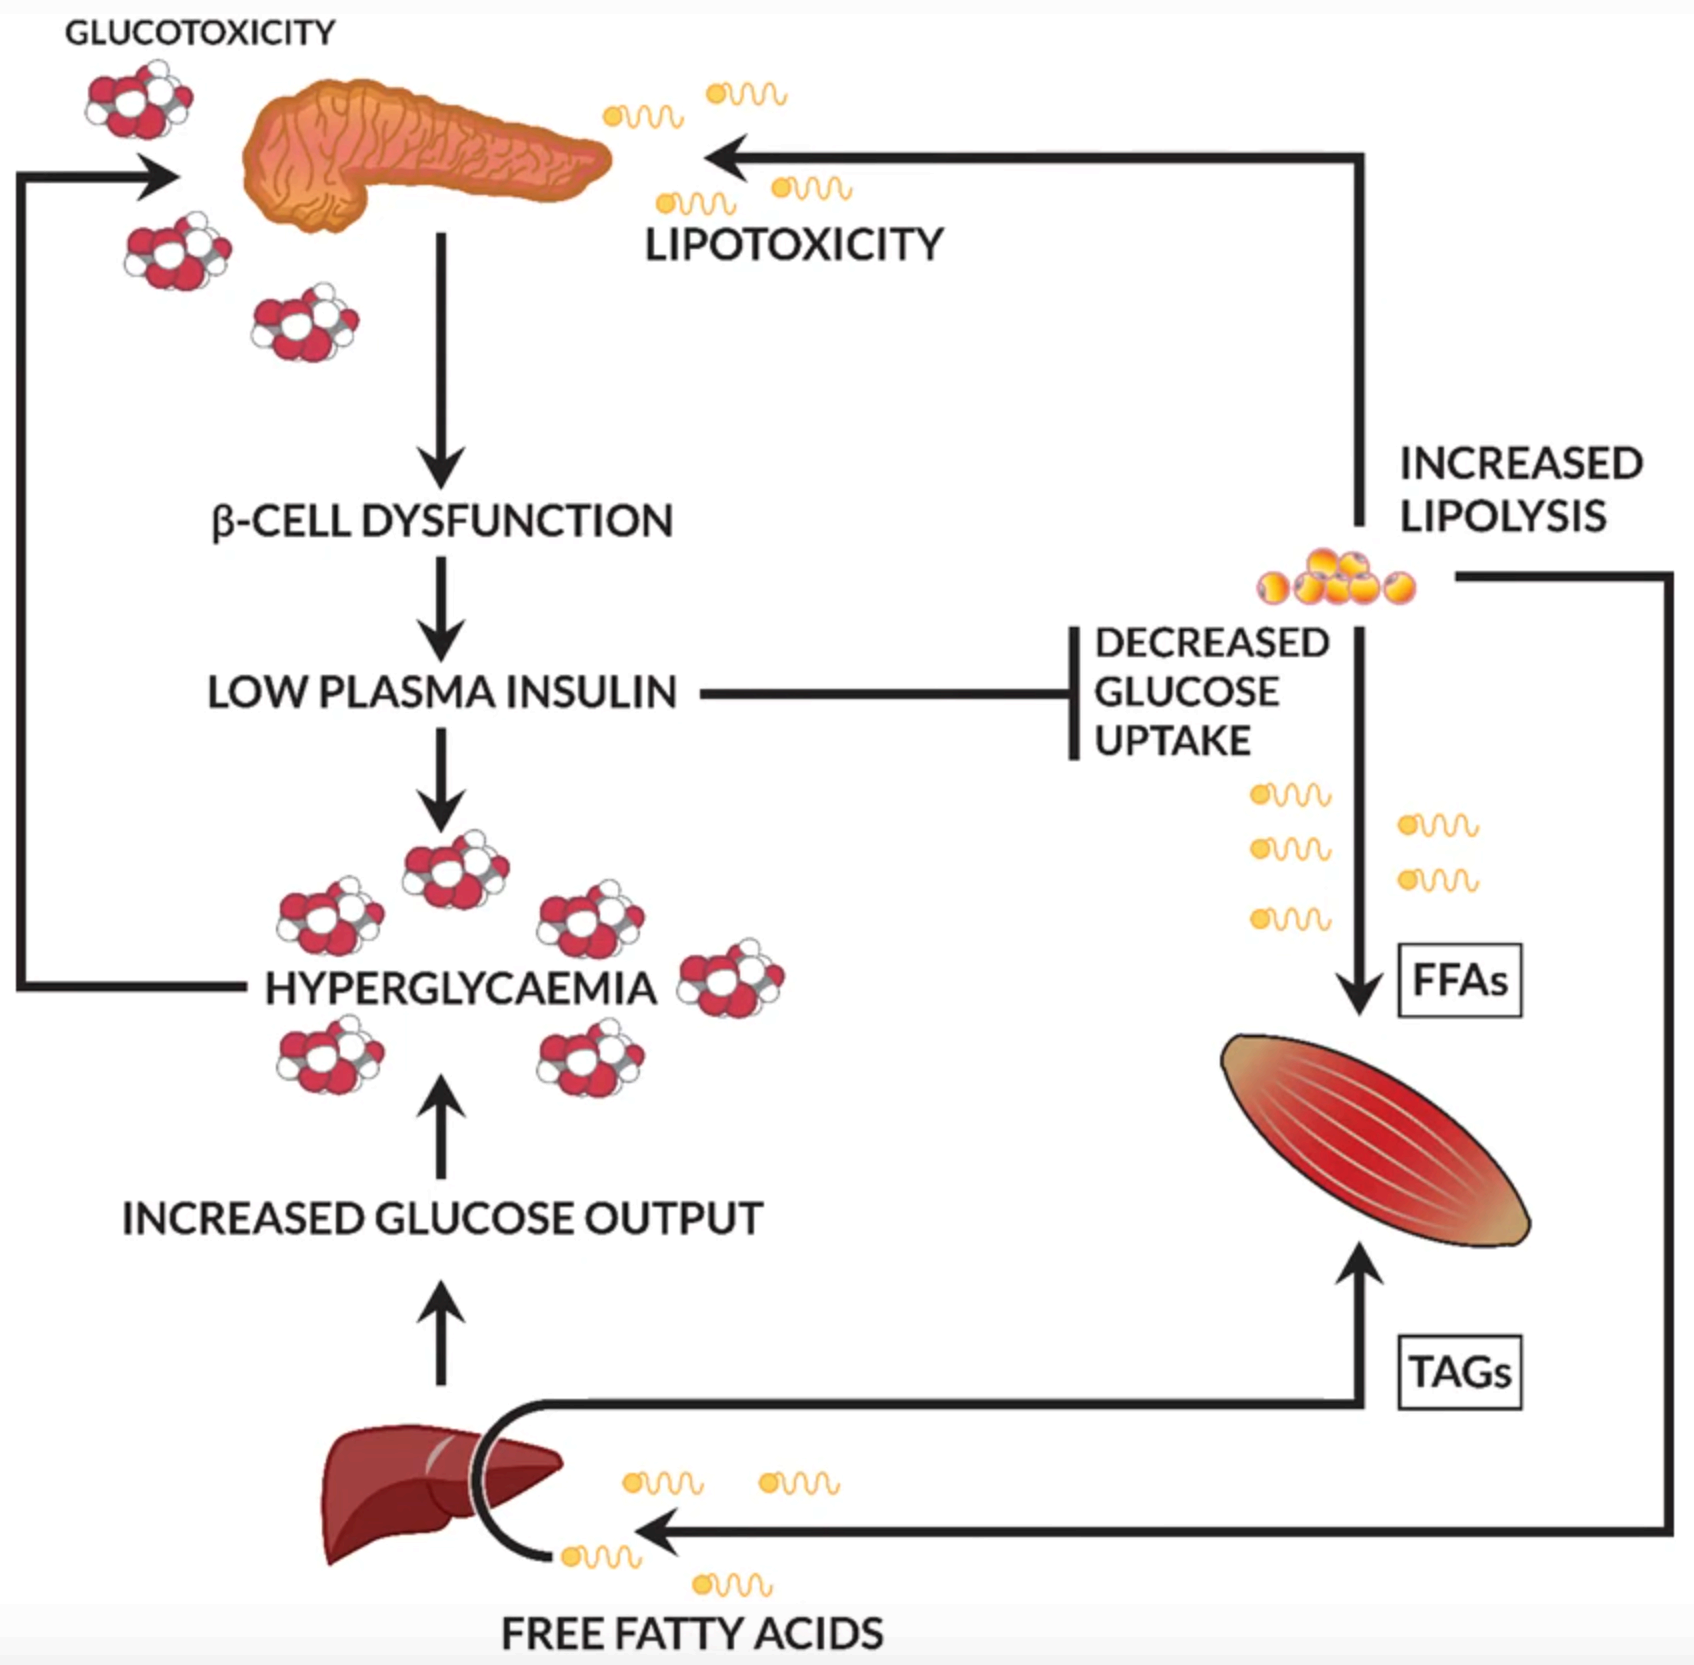 GLUCOTOXICITY
LIPOTOXICITY
INCREASED
LIPOLYSIS
β-CELL DYSFUNCTION
LOW PLASMA INSULIN
DECREASED
GLUCOSE
UPTAKE
HYPERGLYCAEMIA
FFAs
INCREASED GLUCOSE OUTPUT
TAGs
FREE FATTY ACIDS